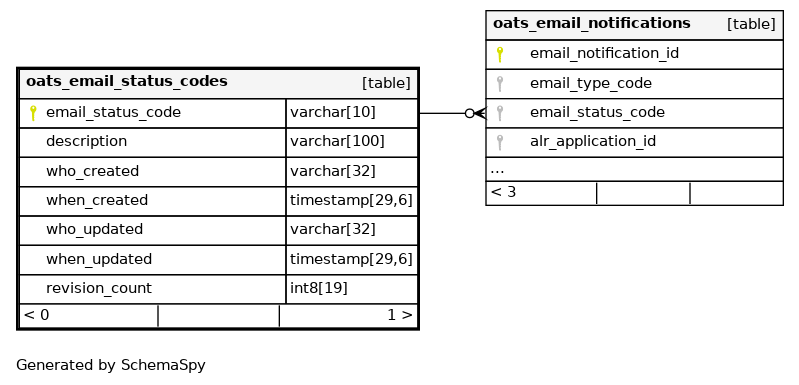 oats_email_status_codes [table]
email_status_code varchar[10]
description varchar[100]
who_created varchar[32]
when_created timestamp[29,6]
who_updated varchar[32]
when_updated timestamp[29,6]
revision_count int8[19]
< 0 1 >
oats_email_notifications [table]
email_notification_id
email_type_code
email_status_code
alr_application_id
...
< 3
Generated by SchemaSpy